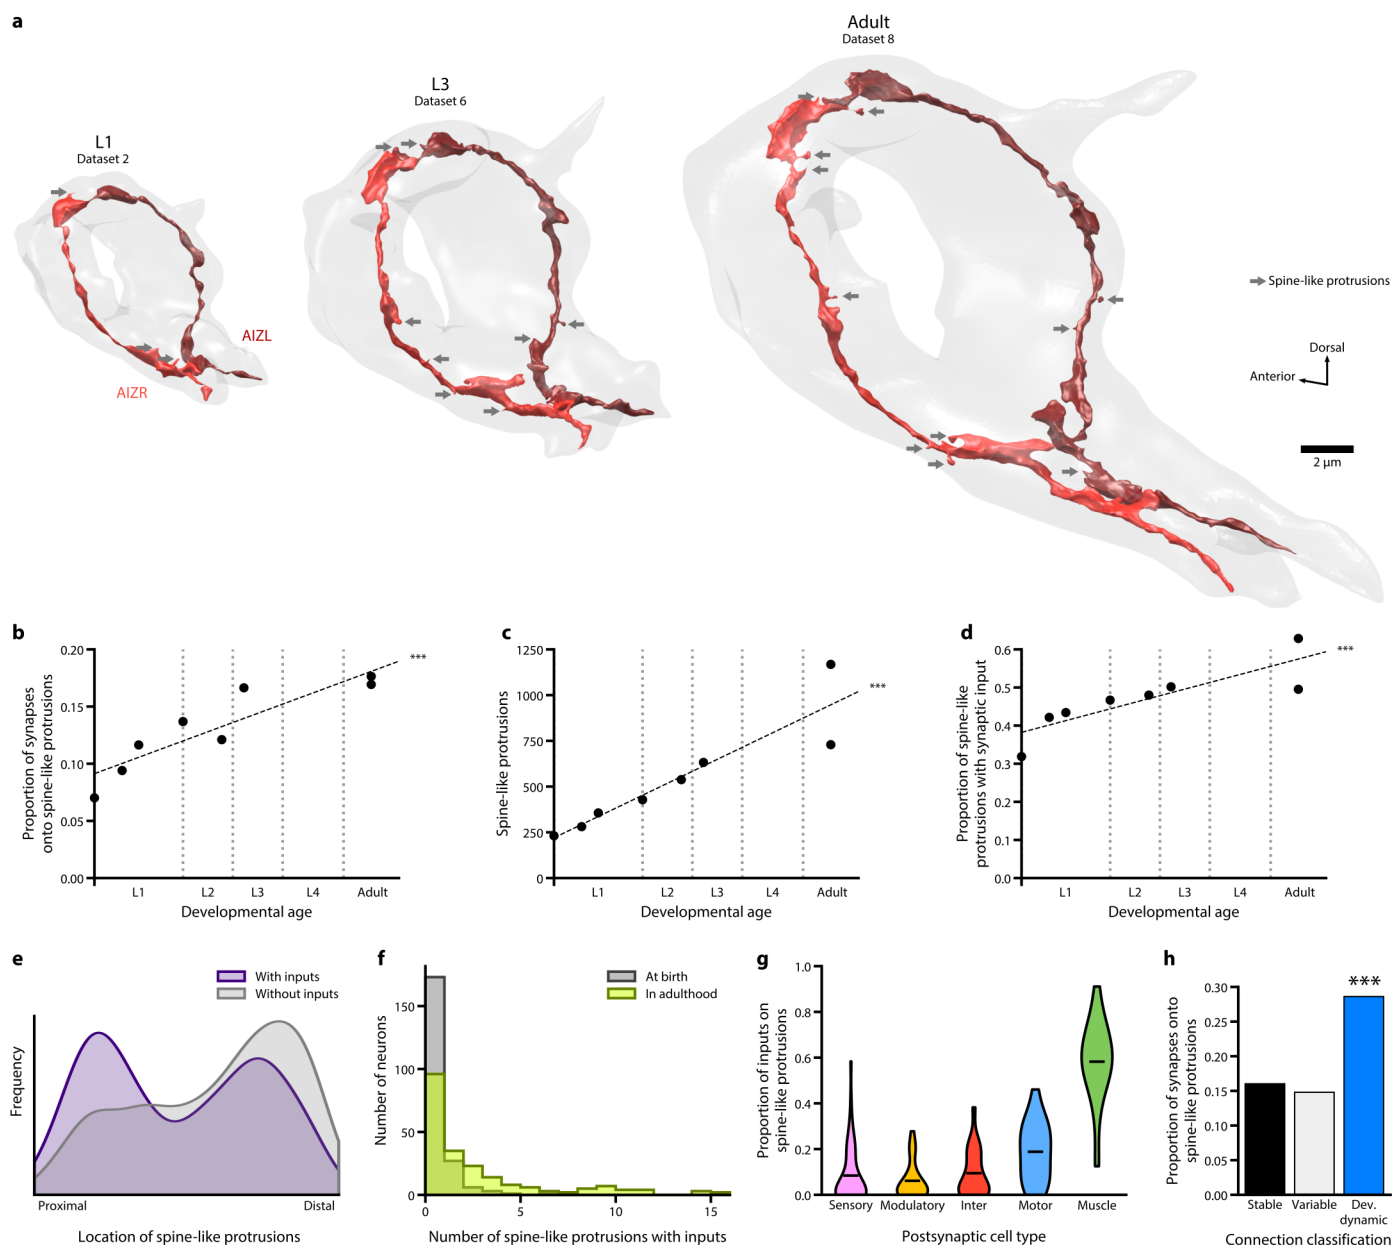 a
L1
Dataset 2
L3
Dataset 6
Adult
Dataset 8
AIZL
AIZR
Spine-like protrusions
Dorsal
Anterior
2 μm
b
Proportion of synapses
onto spine-like protrusions
0.20
0.15
0.10
0.05
0.00
***
L1 L2 L3 L4 Adult
Developmental age
c
Spine-like protrusions
1250
1000
750
500
250
0
***
L1 L2 L3 L4 Adult
Developmental age
d
Proportion of spine-like
protrusions with synaptic input
0.6
0.5
0.4
0.3
0.2
0.1
0.0
***
L1 L2 L3 L4 Adult
Developmental age
e
With inputs
Without inputs
Frequency
Proximal Distal
Location of spine-like protrusions
f
At birth
In adulthood
Number of neurons
150
100
50
0
0 5 10 15
Number of spine-like protrusions with inputs
g
Proportion of inputs on
spine-like protrusions
1.0
0.8
0.6
0.4
0.2
0.0
Sensory Modulatory Inter Motor Muscle
Postsynaptic cell type
h
Proportion of synapses onto
spine-like protrusions
0.30
0.25
0.20
0.15
0.10
0.05
0.00
***
Stable Variable Dev.
dynamic
Connection classification